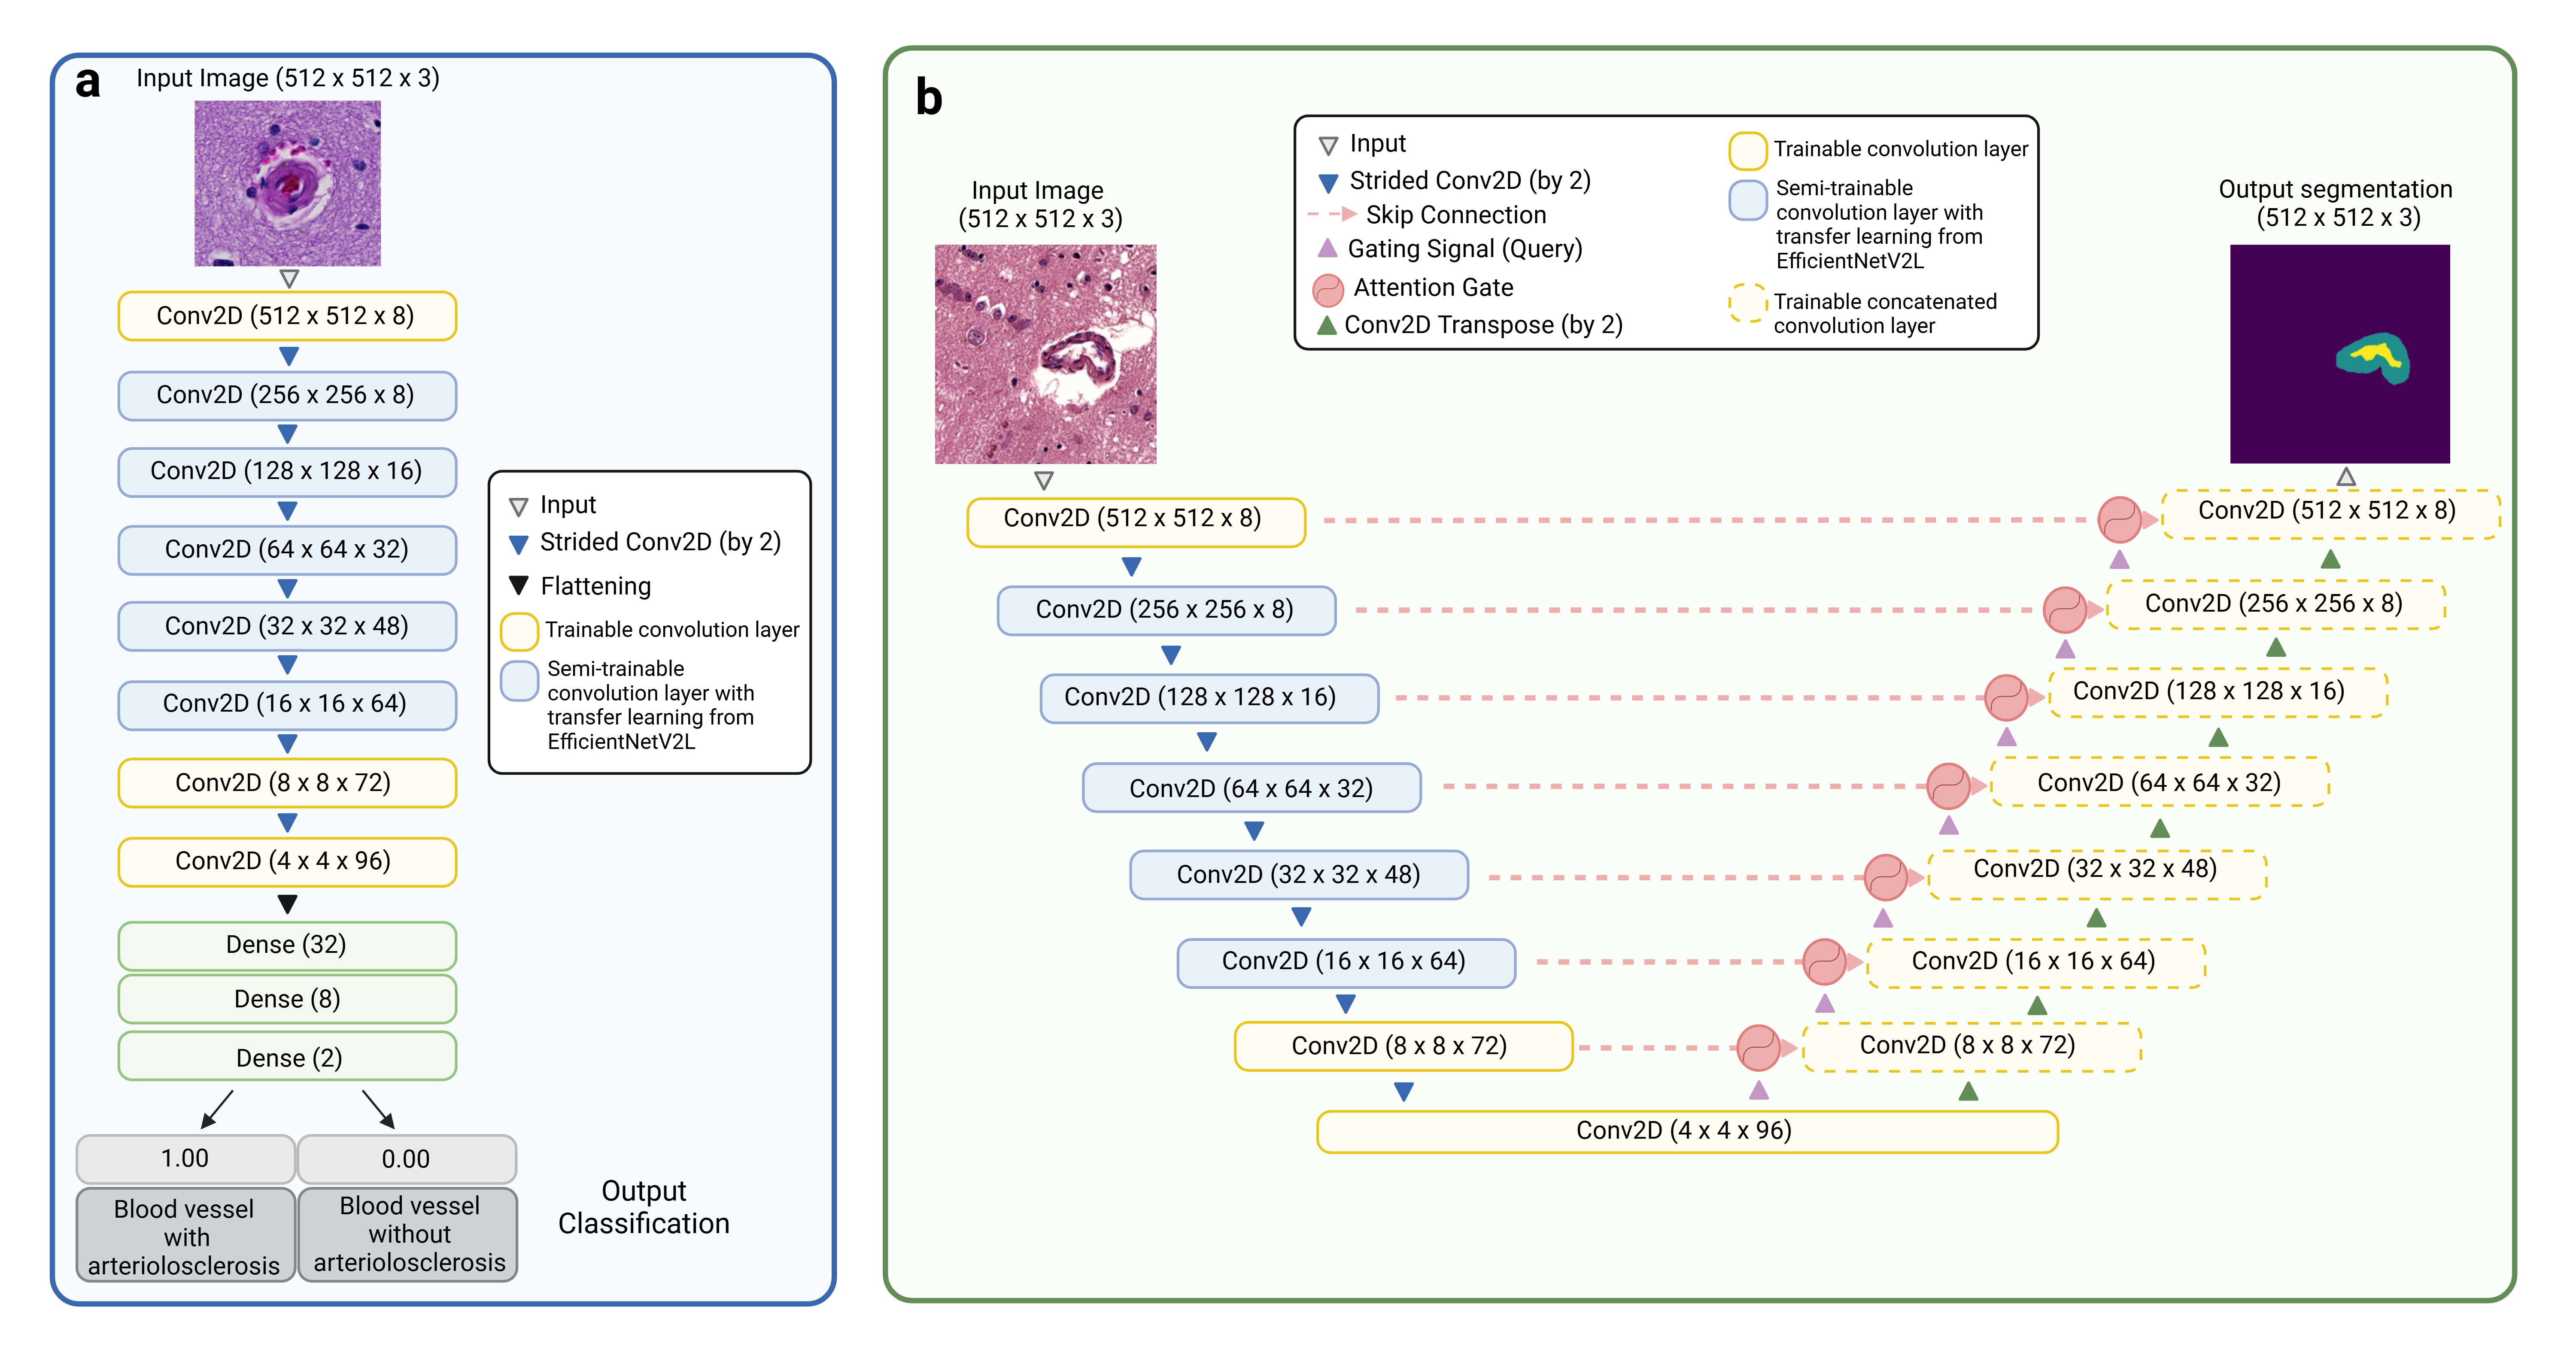 a
Input Image (512 x 512 x 3)
Conv2D (512 x 512 x 8)
Conv2D (256 x 256 x 8)
Conv2D (128 x 128 x 16)
Conv2D (64 x 64 x 32)
Conv2D (32 x 32 x 48)
Conv2D (16 x 16 x 64)
Conv2D (8 x 8 x 72)
Conv2D (4 x 4 x 96)
Dense (32)
Dense (8)
Dense (2)
1.00
0.00
Blood vessel
with
arteriolosclerosis
Blood vessel
without
arteriolosclerosis
Output
Classification
Input
Strided Conv2D (by 2)
Flattening
Trainable convolution layer
Semi-trainable
convolution layer with
transfer learning from
EfficientNetV2L
b
Input
Strided Conv2D (by 2)
Skip Connection
Gating Signal (Query)
Attention Gate
Conv2D Transpose (by 2)
Trainable convolution layer
Semi-trainable
convolution layer with
transfer learning from
EfficientNetV2L
Trainable concatenated
convolution layer
Input Image
(512 x 512 x 3)
Output segmentation
(512 x 512 x 3)
Conv2D (512 x 512 x 8)
Conv2D (512 x 512 x 8)
Conv2D (256 x 256 x 8)
Conv2D (256 x 256 x 8)
Conv2D (128 x 128 x 16)
Conv2D (128 x 128 x 16)
Conv2D (64 x 64 x 32)
Conv2D (64 x 64 x 32)
Conv2D (32 x 32 x 48)
Conv2D (32 x 32 x 48)
Conv2D (16 x 16 x 64)
Conv2D (16 x 16 x 64)
Conv2D (8 x 8 x 72)
Conv2D (8 x 8 x 72)
Conv2D (4 x 4 x 96)